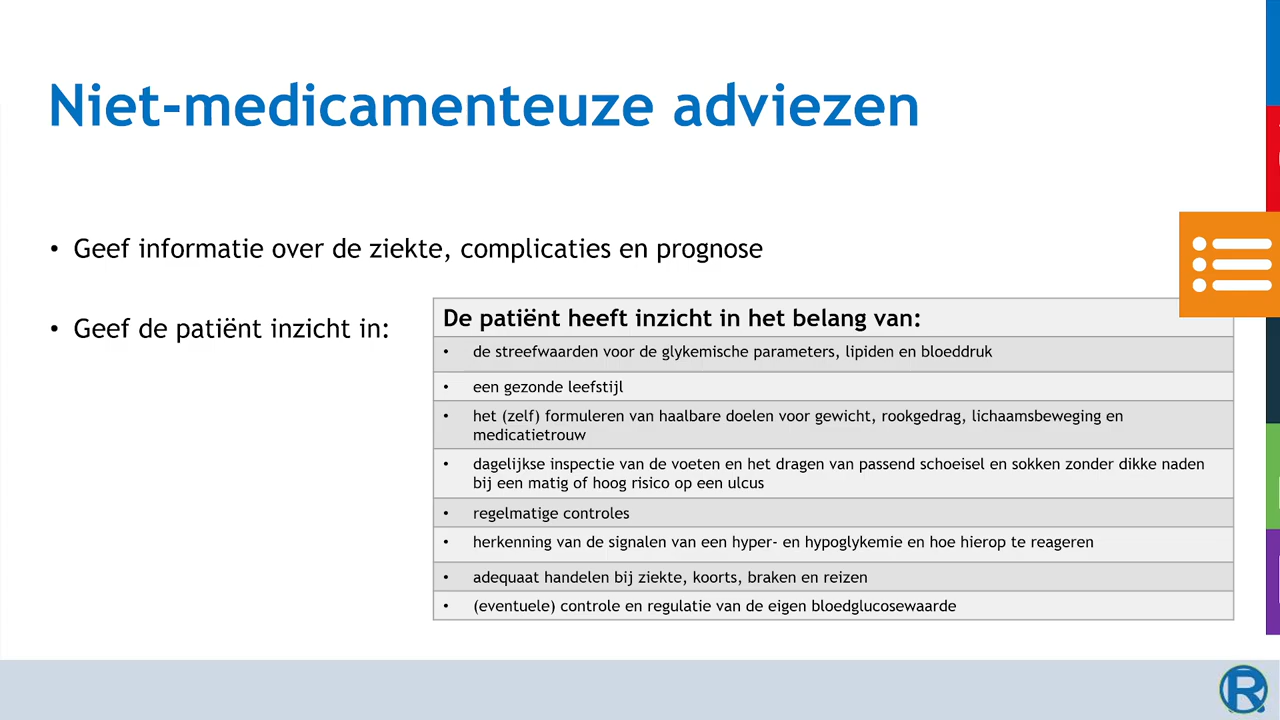 Niet-medicamenteuze adviezen
• Geef informatie over de ziekte, complicaties en prognose
• Geef de patiënt inzicht in:
De patiënt heeft inzicht in het belang van:
• de streefwaarden voor de glykemische parameters, lipiden en bloeddruk
• een gezonde leefstijl
• het (zelf) formuleren van haalbare doelen voor gewicht, rookgedrag, lichaamsbeweging en
medicatietrouw
• dagelijkse inspectie van de voeten en het dragen van passend schoeisel en sokken zonder dikke naden
bij een matig of hoog risico op een ulcus
• regelmatige controles
• herkenning van de signalen van een hyper- en hypoglykemie en hoe hierop te reageren
• adequaat handelen bij ziekte, koorts, braken en reizen
• (eventuele) controle en regulatie van de eigen bloedglucosewaarde
R